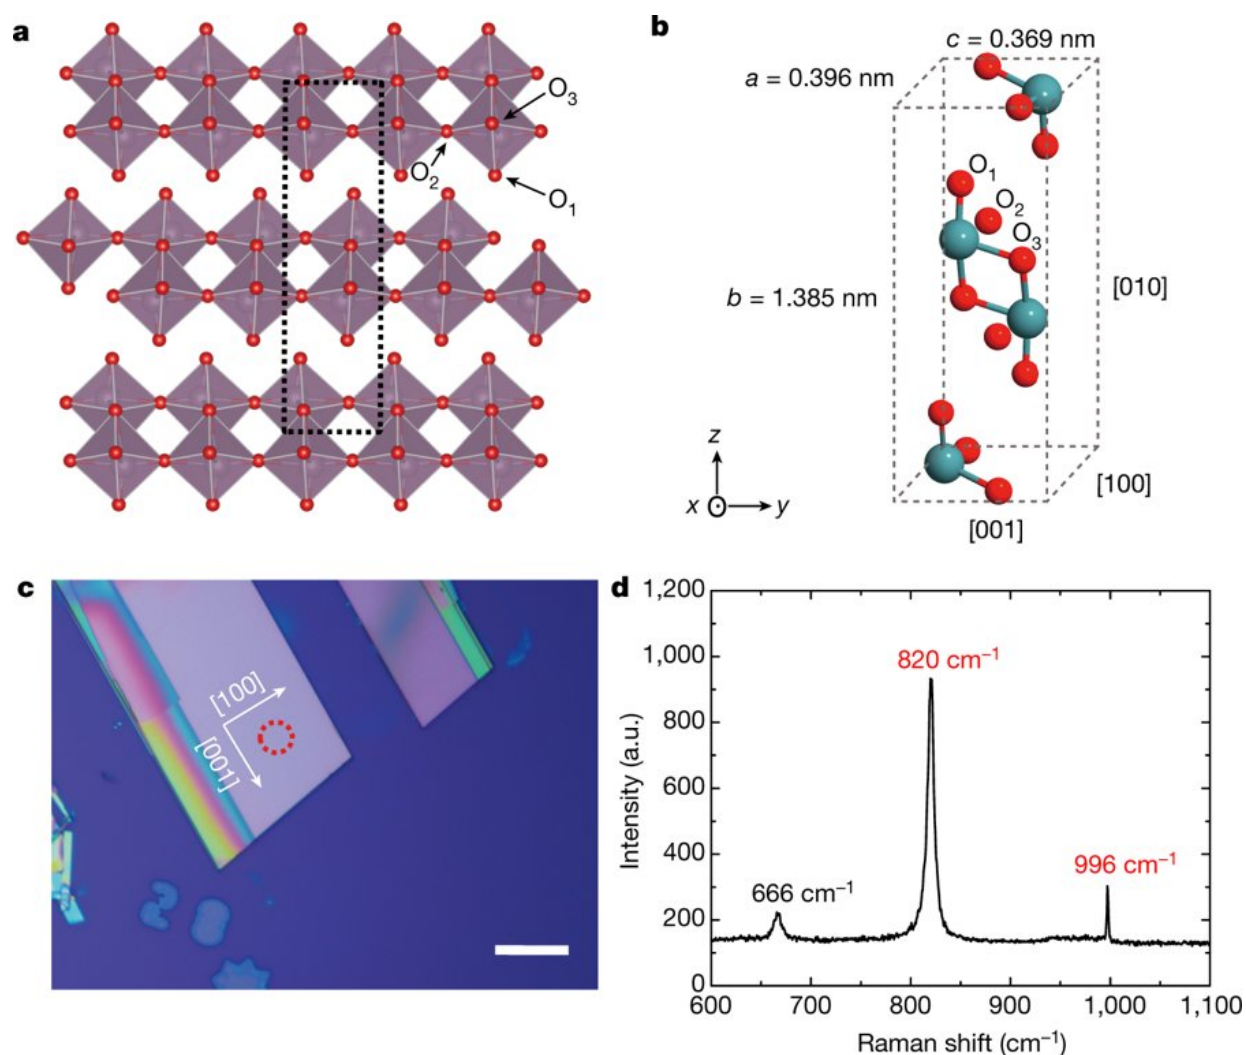 a
O₃
O₂
O₁
b
c = 0.369 nm
a = 0.396 nm
O₁
O₂
O₃
b = 1.385 nm
[010]
z
x
y
[100]
[001]
c
[100]
[001]
d
1,200
1,000
800
600
400
200
0
Intensity (a.u.)
820 cm⁻¹
996 cm⁻¹
666 cm⁻¹
600
700
800
900
1,000
1,100
Raman shift (cm⁻¹)